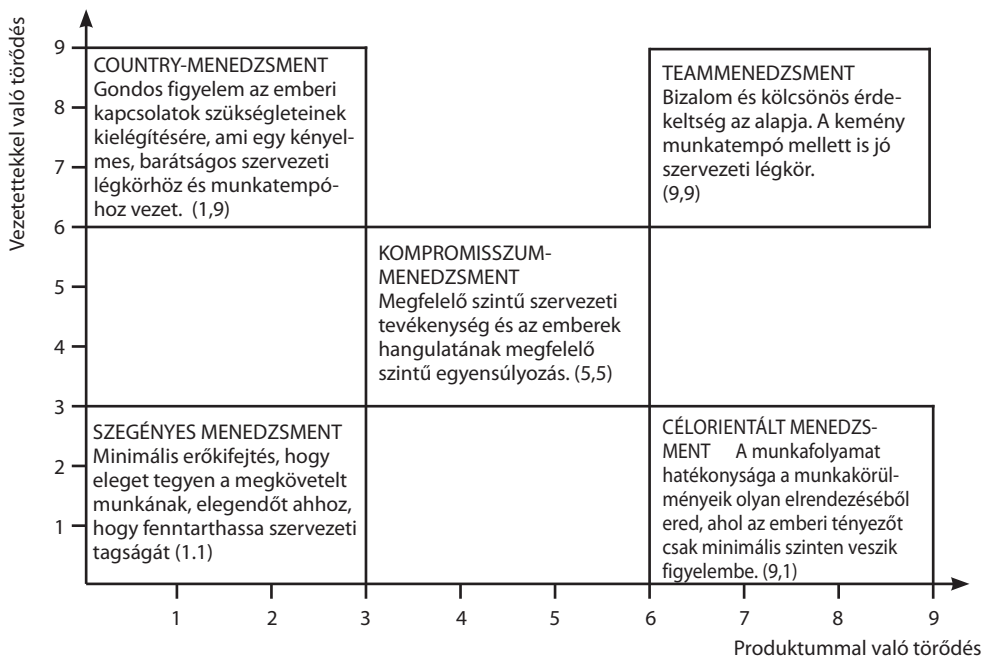 Vezetettekkel való törődés
9
8
7
6
5
4
3
2
1
COUNTRY-MENEDZSMENT
Gondos figyelem az emberi
kapcsolatok szükségleteinek
kielégítésére, ami egy kényel-
mes, barátságos szervezeti
légkörhöz és munkatempó-
hoz vezet. (1,9)
TEAMMENEDZSMENT
Bizalom és kölcsönös érde-
keltség az alapja. A kemény
munkatempó mellett is jó
szervezeti légkör.
(9,9)
KOMPROMISSZUM-
MENEDZSMENT
Megfelelő szintű szervezeti
tevékenység és az emberek
hangulatának megfelelő
szintű egyensúlyozás. (5,5)
SZEGÉNYES MENEDZSMENT
Minimális erőkifejtés, hogy
eleget tegyen a megkövetelt
munkának, elegendőt ahhoz,
hogy fenntarthassa szervezeti
tagságát (1.1)
CÉLORIENTÁLT MENEDZS-
MENT A munkafolyamat
hatékonysága a munkakörül-
ményeik olyan elrendezéséből
ered, ahol az emberi tényezőt
csak minimális szinten veszik
figyelembe. (9,1)
1 2 3 4 5 6 7 8 9
Produktummal való törődés